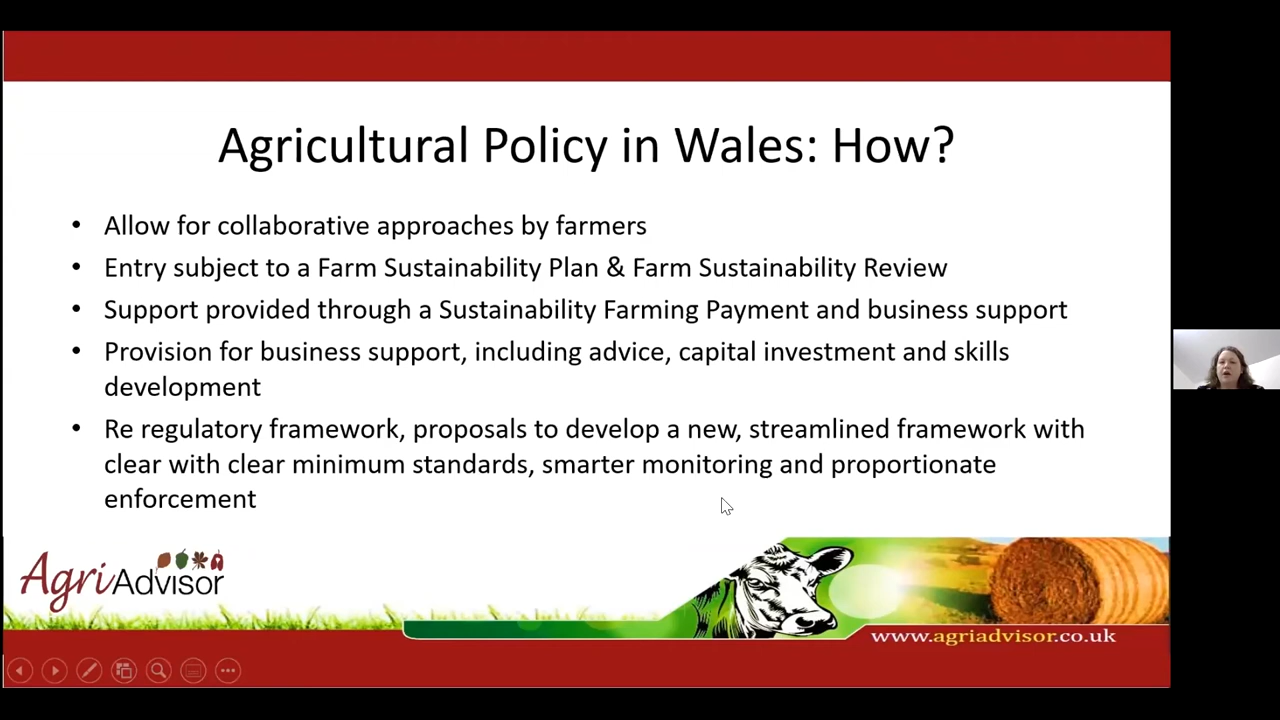 Agricultural Policy in Wales: How?
• Allow for collaborative approaches by farmers
• Entry subject to a Farm Sustainability Plan & Farm Sustainability Review
• Support provided through a Sustainability Farming Payment and business support
• Provision for business support, including advice, capital investment and skills
development
• Re regulatory framework, proposals to develop a new, streamlined framework with
clear with clear minimum standards, smarter monitoring and proportionate
enforcement
AgriAdvisor
www.agriadvisor.co.uk